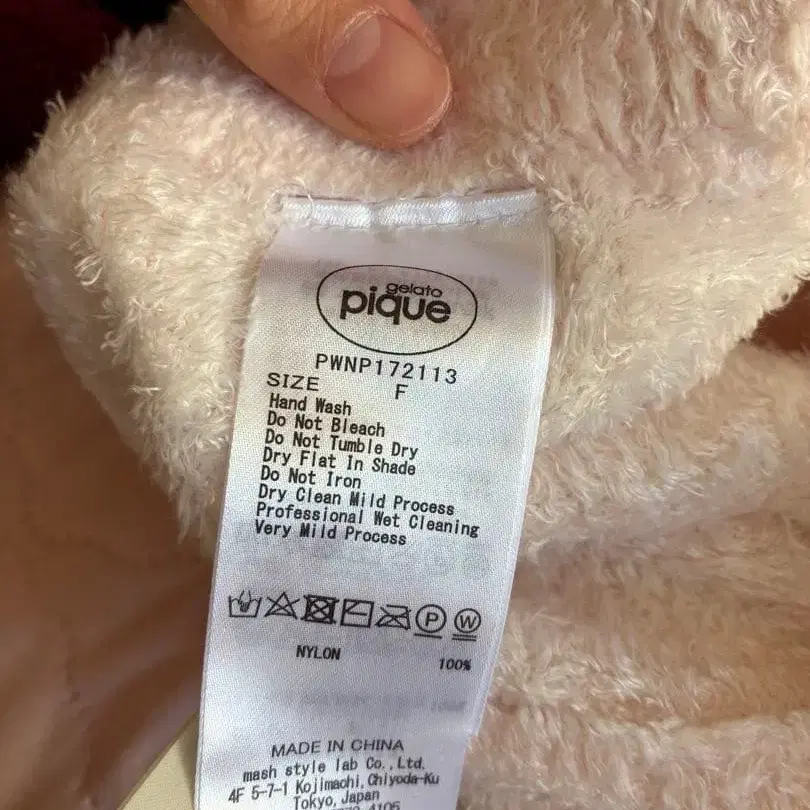 gelato
pique
PWNP172113
SIZE F
Hand Wash
Do Not Bleach
Do Not Tumble Dry
Dry Flat In Shade
Do Not Iron
Dry Clean Mild Process
Professional Wet Cleaning
Very Mild Process
P W
NYLON 100%
MADE IN CHINA
mash style lab Co.,Ltd.
4F 5-7-1 Kojimachi,Chiyoda-Ku
Tokyo,Japan